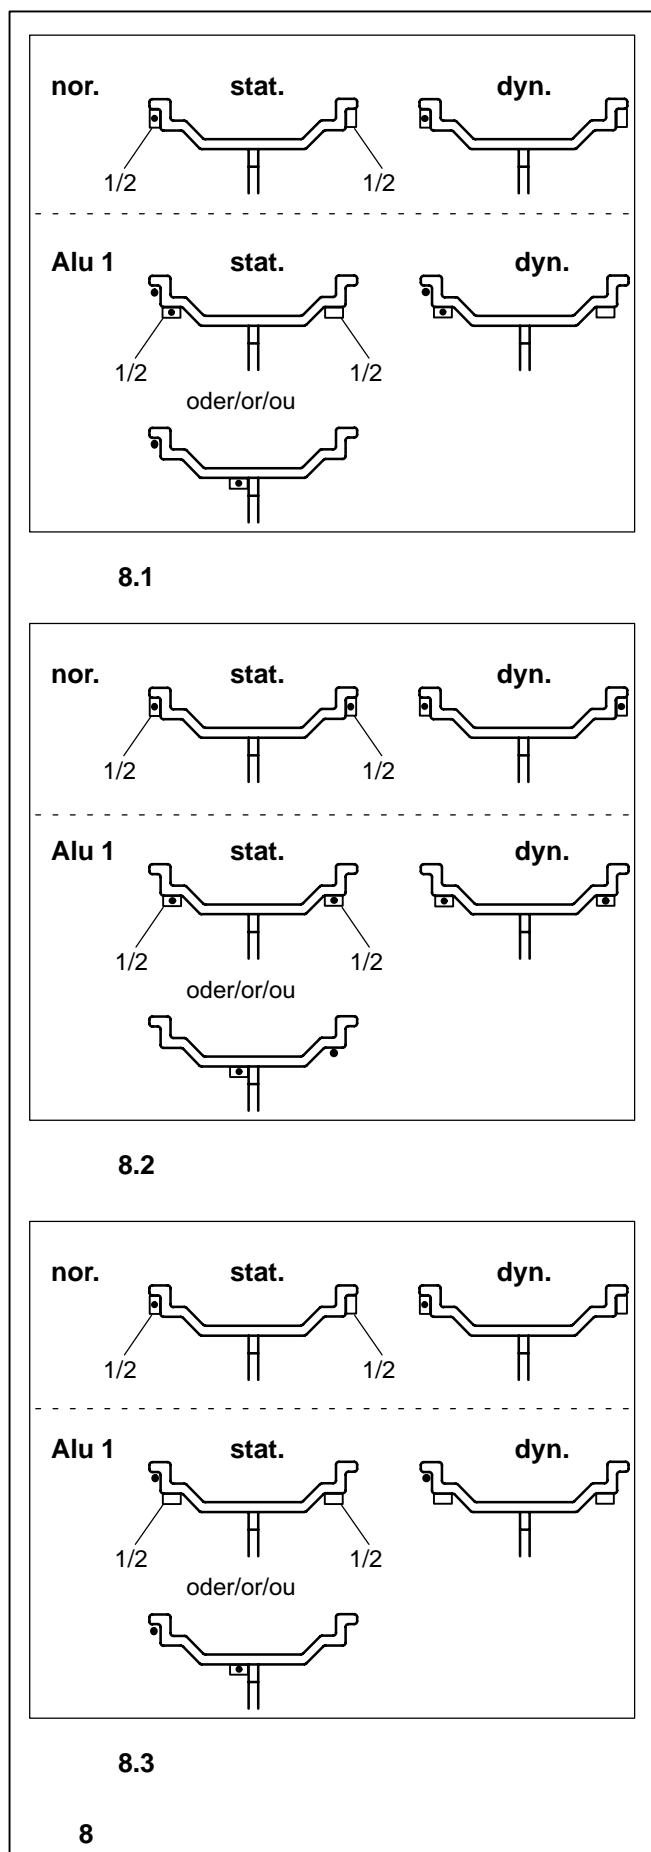 nor. stat. dyn.
1/2 1/2
Alu 1 stat. dyn.
1/2 1/2
oder/or/ou
8.1
nor. stat. dyn.
1/2 1/2
Alu 1 stat. dyn.
1/2 1/2
oder/or/ou
8.2
nor. stat. dyn.
1/2 1/2
Alu 1 stat. dyn.
1/2 1/2
oder/or/ou
8.3
8